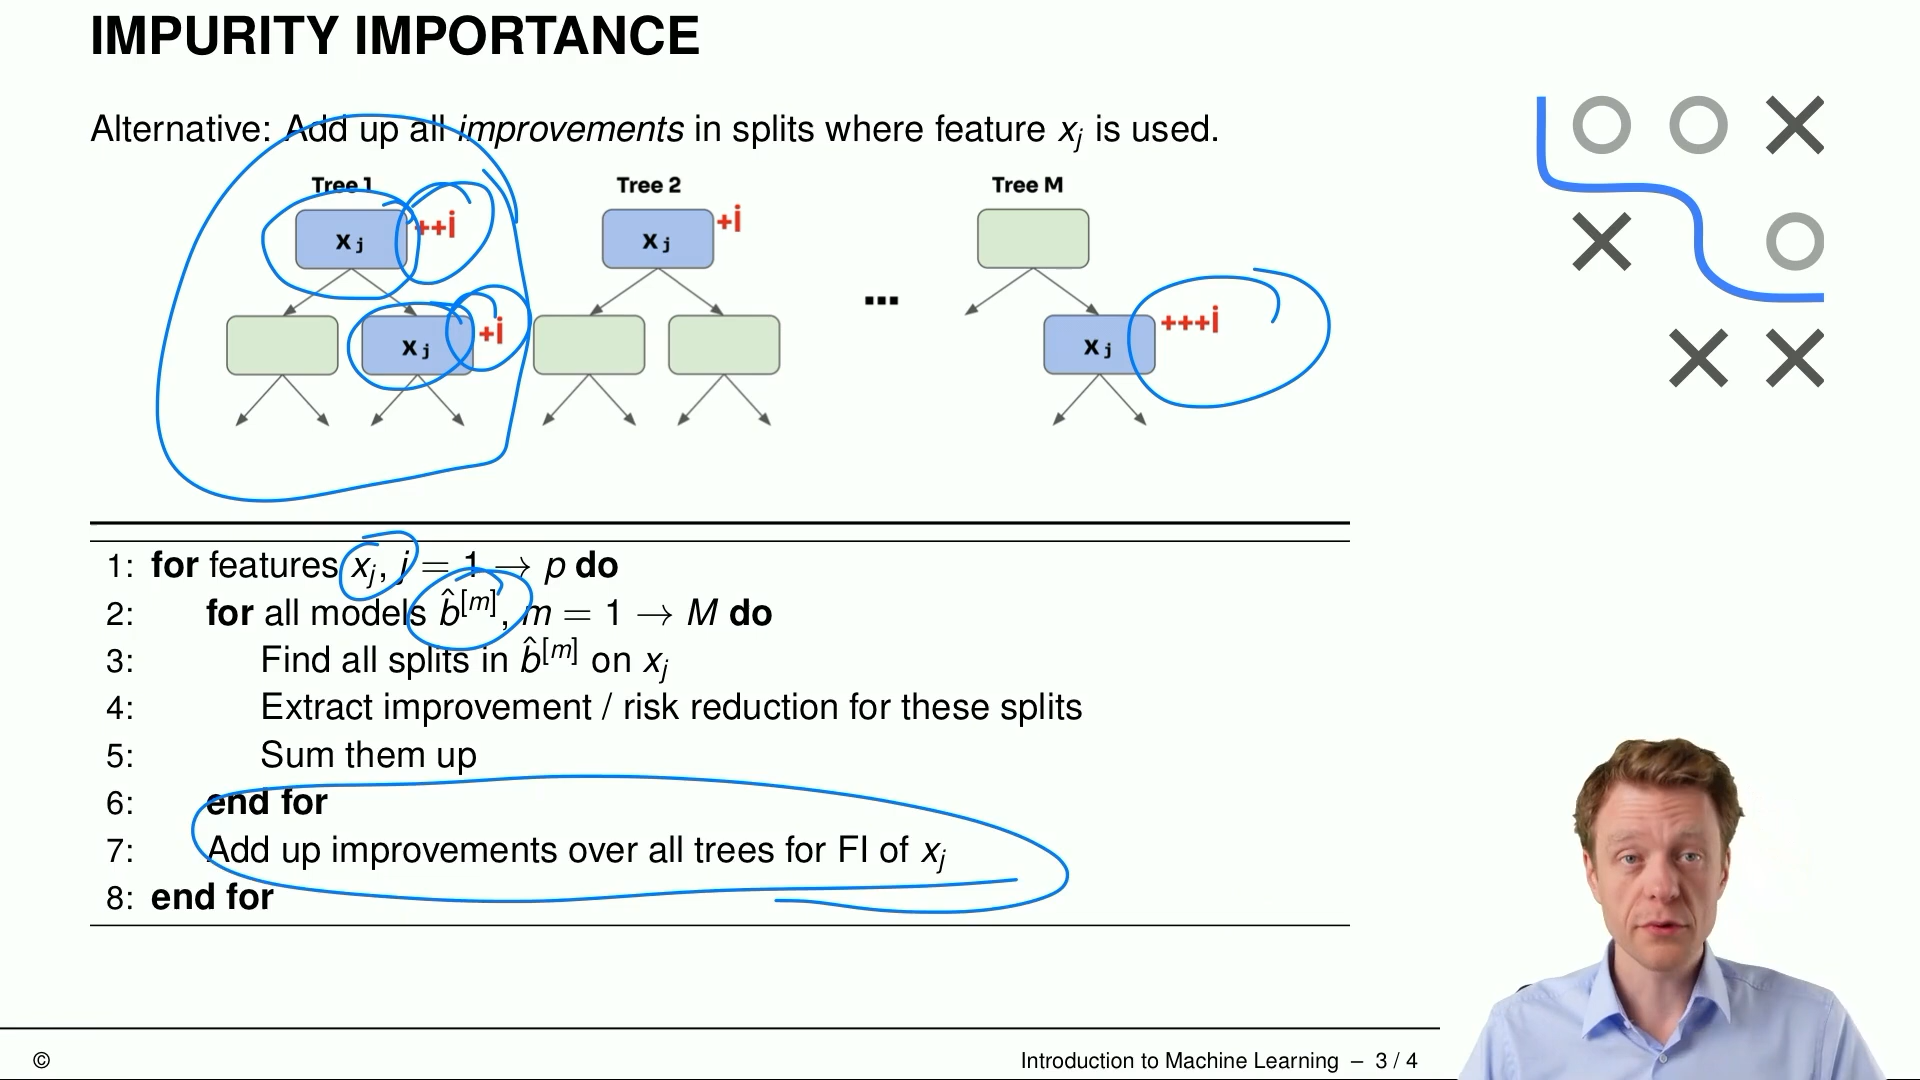 IMPURITY IMPORTANCE
Alternative: Add up all improvements in splits where feature xj is used.
Tree 1
Tree 2
Tree M
xj
++i
xj
+i
xj
+i
...
xj
+++i
1: for features xj, j = 1 → p do
2: for all models b̂[m], m = 1 → M do
3: Find all splits in b̂[m] on xj
4: Extract improvement / risk reduction for these splits
5: Sum them up
6: end for
7: Add up improvements over all trees for FI of xj
8: end for
©
Introduction to Machine Learning – 3 / 4